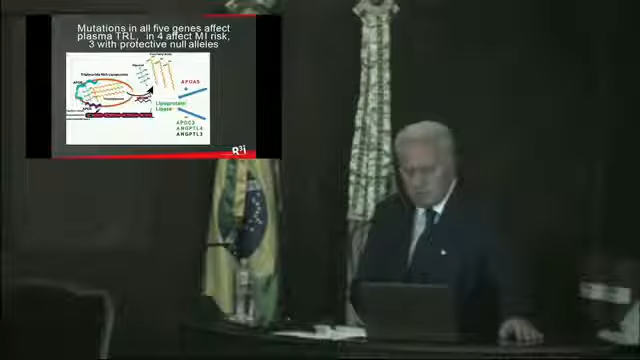 Mutations in all five genes affect
plasma TRL, in 4 affect MI risk,
3 with protective null alleles
APOA5
+
Lipoprotein
Lipase
–
APOC3
ANGPTL4
ANGPTL3
R³i